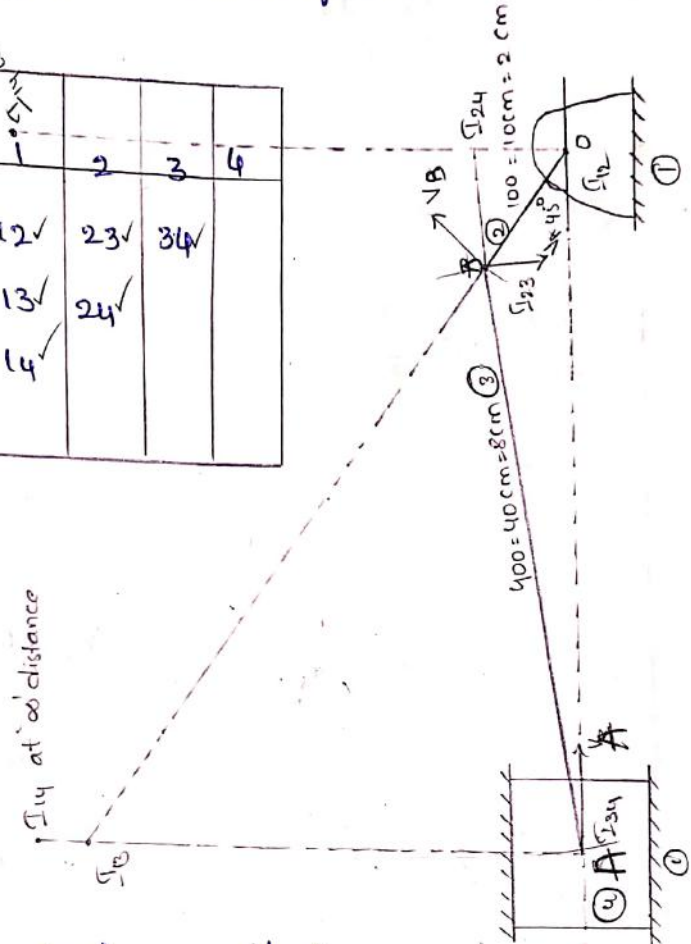 1 2 3 4
12✓ 23✓ 34✓
13✓ 24✓
14✓
I14 at ∞ distance
I13
I24
VB
B
②
100 = 10cm = 2 cm
45°
O
I12
I23
①
400 = 40cm = 8cm ③
④ A I34
VA
①